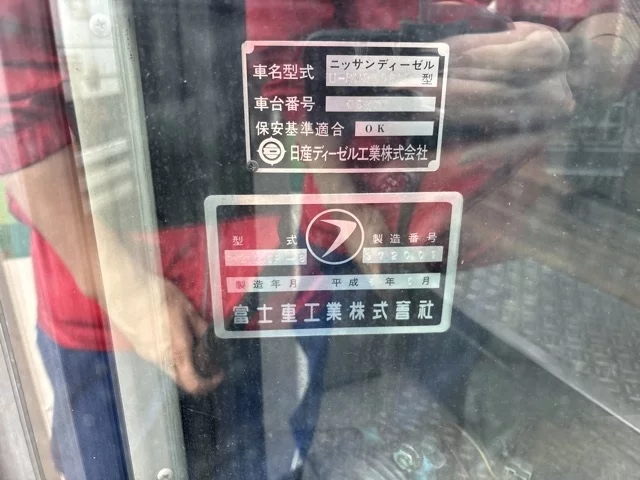 車名型式 ニッサンディーゼル
型
車台番号
保安基準適合 OK
日産ディーゼル工業株式会社
型式 製造番号
製造年月 平成 年 月
富士重工業株式會社